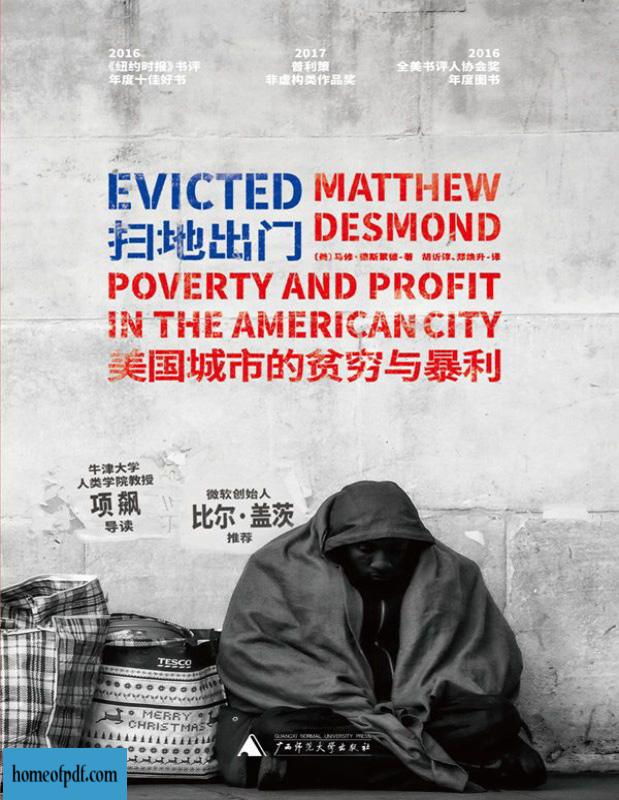 2016
《纽约时报》书评
年度十佳好书
2017
普利策
非虚构类作品奖
2016
全美书评人协会奖
年度图书
EVICTED
扫地出门
MATTHEW
DESMOND
(美)马修·德斯蒙德-著 胡䜣谆、郑焕升-译
POVERTY AND PROFIT
IN THE AMERICAN CITY
美国城市的贫穷与暴利
牛津大学
人类学院教授
项飙
导读
微软创始人
比尔·盖茨
推荐
TESCO
MERRY
CHRISTMAS
GUANGXI NORMAL UNIVERSITY PRESS
广西师范大学出版社
homeofpdf.com